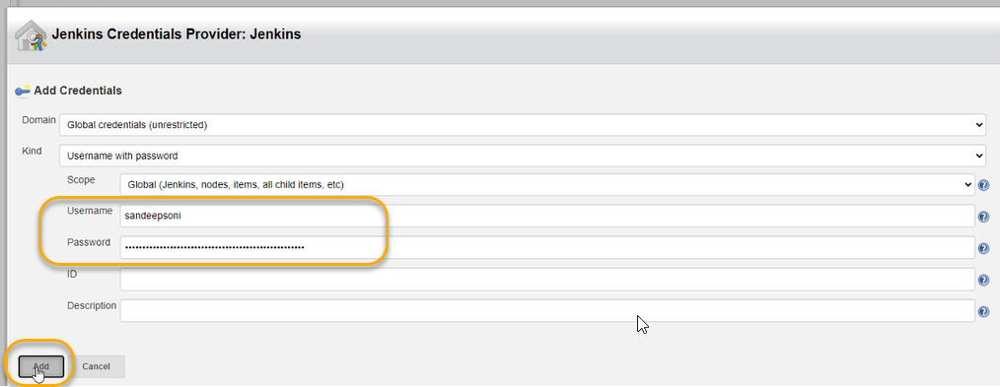 Jenkins Credentials Provider: Jenkins
Add Credentials
Domain
Global credentials (unrestricted)
Kind
Username with password
Scope
Global (Jenkins, nodes, items, all child items, etc)
Username
sandeepsoni
Password
ID
Description
Add
Cancel